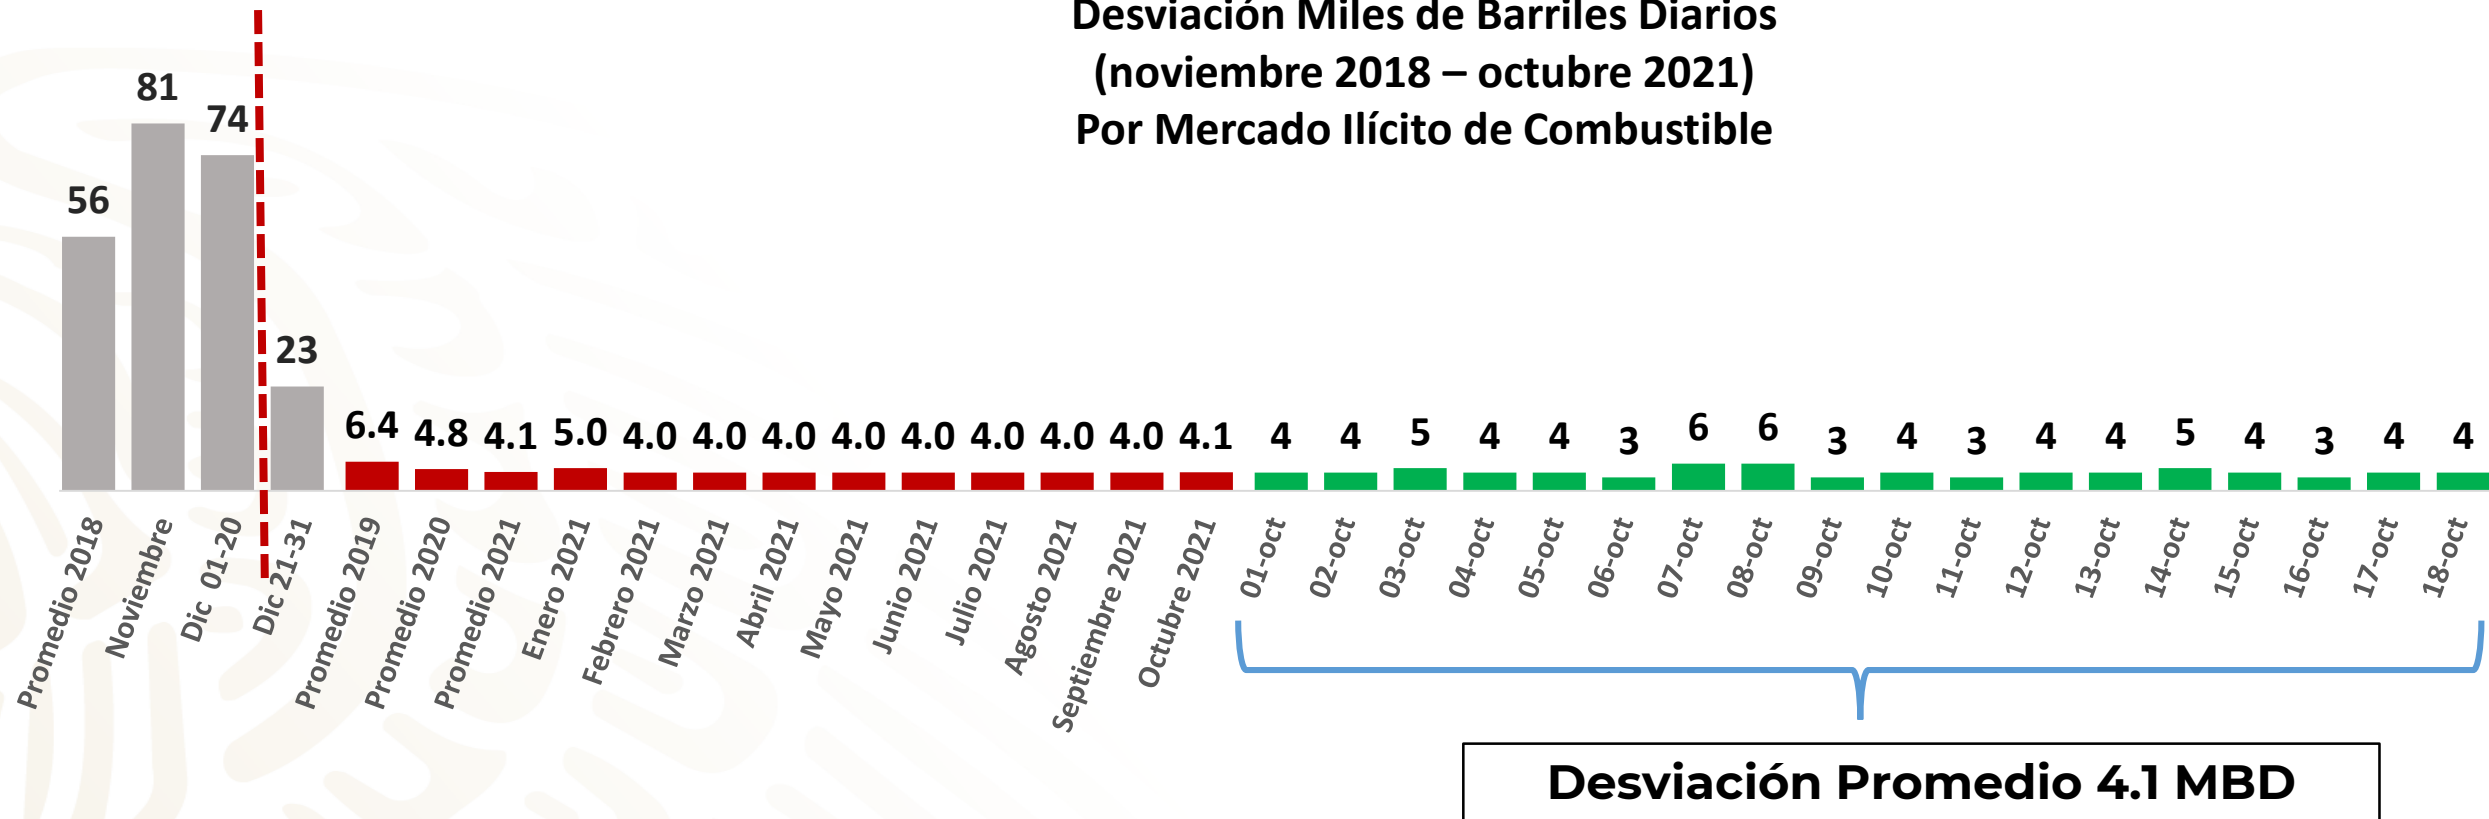 Desviación Miles de Barriles Diarios
(noviembre 2018 – octubre 2021)
Por Mercado Ilícito de Combustible
56
81
74
23
6.4
4.8
4.1
5.0
4.0
4.0
4.0
4.0
4.0
4.0
4.0
4.0
4.1
4
4
5
4
4
3
6
6
3
4
3
4
4
5
4
3
4
4
Promedio 2018
Noviembre
Dic 01-20
Dic 21-31
Promedio 2019
Promedio 2020
Promedio 2021
Enero 2021
Febrero 2021
Marzo 2021
Abril 2021
Mayo 2021
Junio 2021
Julio 2021
Agosto 2021
Septiembre 2021
Octubre 2021
01-oct
02-oct
03-oct
04-oct
05-oct
06-oct
07-oct
08-oct
09-oct
10-oct
11-oct
12-oct
13-oct
14-oct
15-oct
16-oct
17-oct
18-oct
Desviación Promedio 4.1 MBD